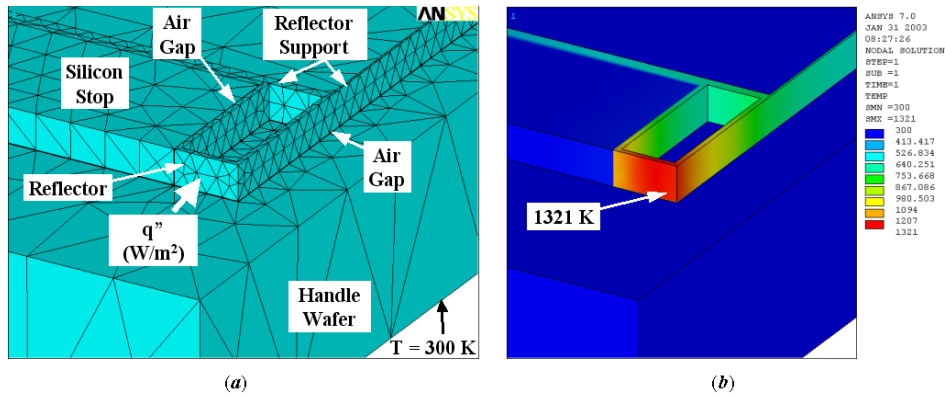 1
ANSYS
Air
Gap
Reflector
Support
Silicon
Stop
Air
Gap
Reflector
q”
(W/m²)
Handle
Wafer
T = 300 K
(a)
1
1321 K
(b)
ANSYS 7.0
JAN 31 2003
08:27:26
NODAL SOLUTION
STEP=1
SUB =1
TIME=1
TEMP
SMN =300
SMX =1321
300
413.417
526.834
640.251
753.668
867.086
980.503
1094
1207
1321